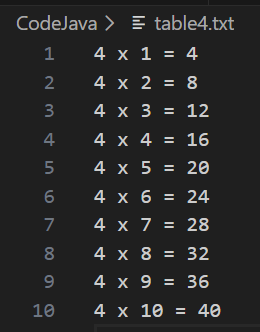 CodeJava > table4.txt
1 4 x 1 = 4
2 4 x 2 = 8
3 4 x 3 = 12
4 4 x 4 = 16
5 4 x 5 = 20
6 4 x 6 = 24
7 4 x 7 = 28
8 4 x 8 = 32
9 4 x 9 = 36
10 4 x 10 = 40